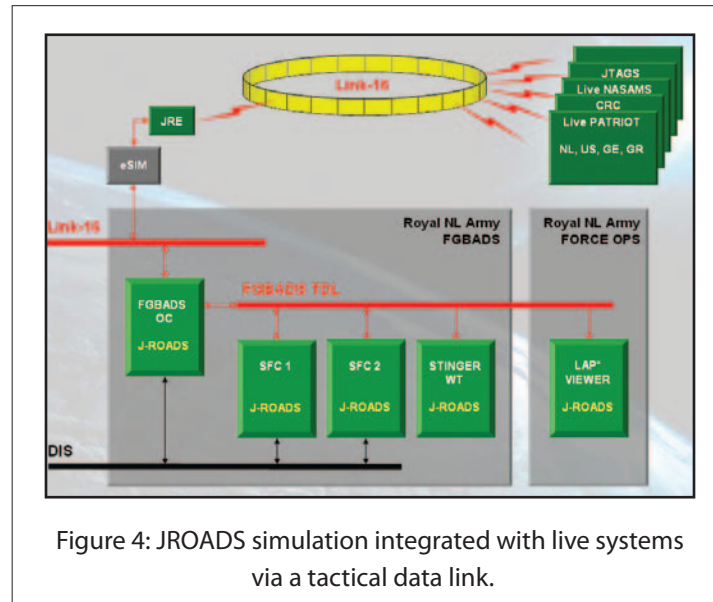 Link-16
JTAGS
Live NASAMS
CRC
Live PATRIOT
NL, US, GE, GR
JRE
eSIM
Link-16
Royal NL Army
FGBADS
Royal NL Army
FORCE OPS
FGBADS TDL
FGBADS
OC
J-ROADS
SFC 1
J-ROADS
SFC 2
J-ROADS
STINGER
WT
J-ROADS
LAP*
VIEWER
J-ROADS
DIS
Figure 4: JROADS simulation integrated with live systems
via a tactical data link.